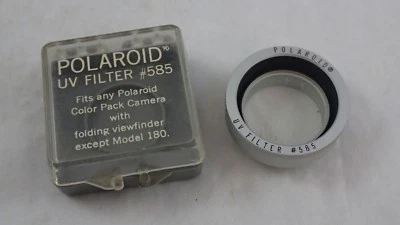 POLAROID®
UV FILTER #585
Fits any Polaroid
Color Pack Camera
with
folding viewfinder
except Model 180.
POLAROID®
UV FILTER #585